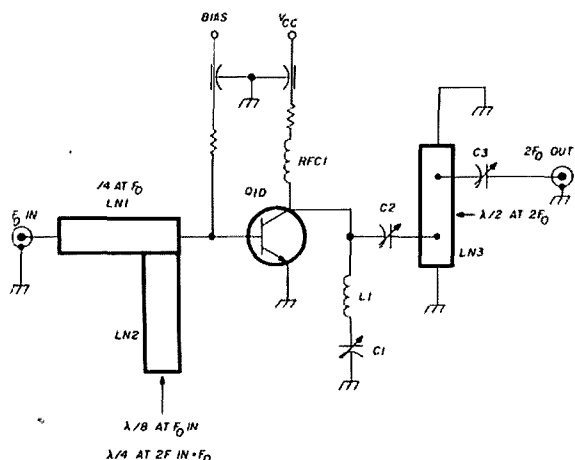 BIAS
VCC
RFC1
C3
2F0 OUT
/4 AT F0
LN1
Q1D
C2
F0 IN
λ/2 AT 2F0
LN3
L1
LN2
C1
λ/8 AT F0 IN
λ/4 AT 2F IN • F0